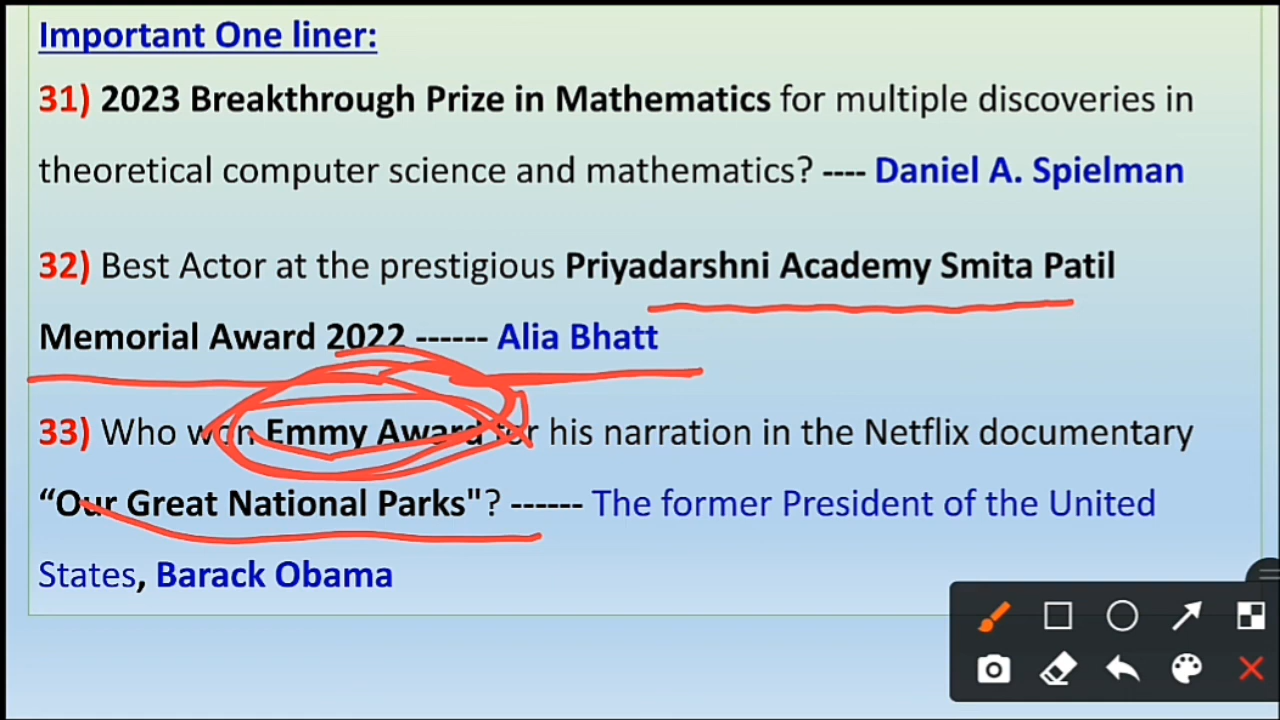 Important One liner:
31) 2023 Breakthrough Prize in Mathematics for multiple discoveries in
theoretical computer science and mathematics? ---- Daniel A. Spielman
32) Best Actor at the prestigious Priyadarshni Academy Smita Patil
Memorial Award 2022 ------ Alia Bhatt
33) Who won Emmy Award for his narration in the Netflix documentary
“Our Great National Parks"? ------ The former President of the United
States, Barack Obama